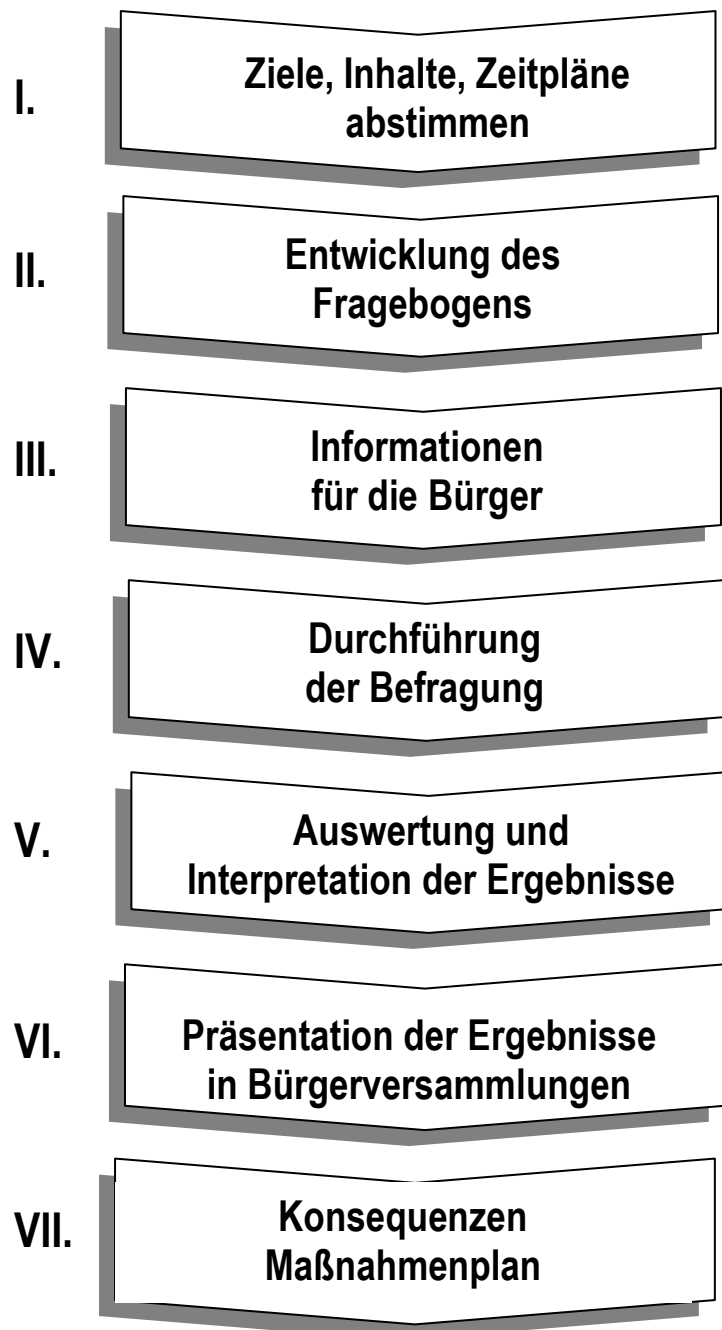 I.
Ziele, Inhalte, Zeitpläne
abstimmen
II.
Entwicklung des
Fragebogens
III.
Informationen
für die Bürger
IV.
Durchführung
der Befragung
V.
Auswertung und
Interpretation der Ergebnisse
VI.
Präsentation der Ergebnisse
in Bürgerversammlungen
VII.
Konsequenzen
Maßnahmenplan